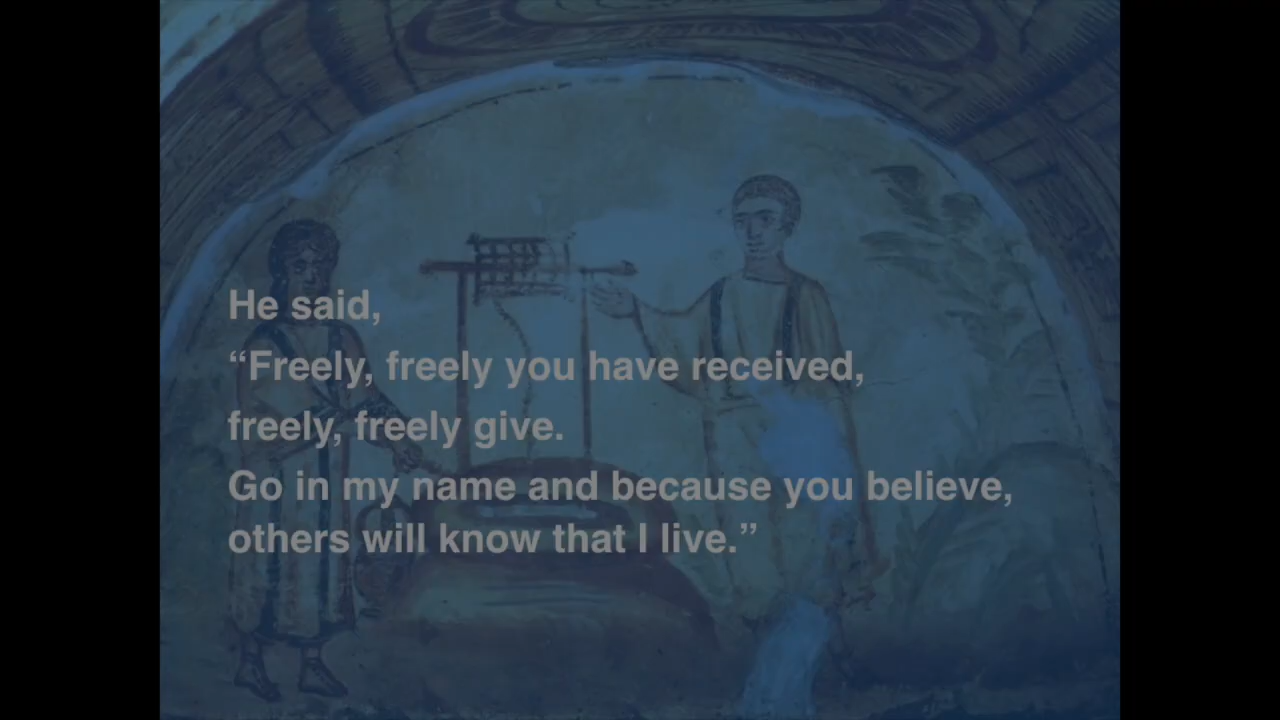 He said,
“Freely, freely you have received,
freely, freely give.
Go in my name and because you believe,
others will know that I live.”